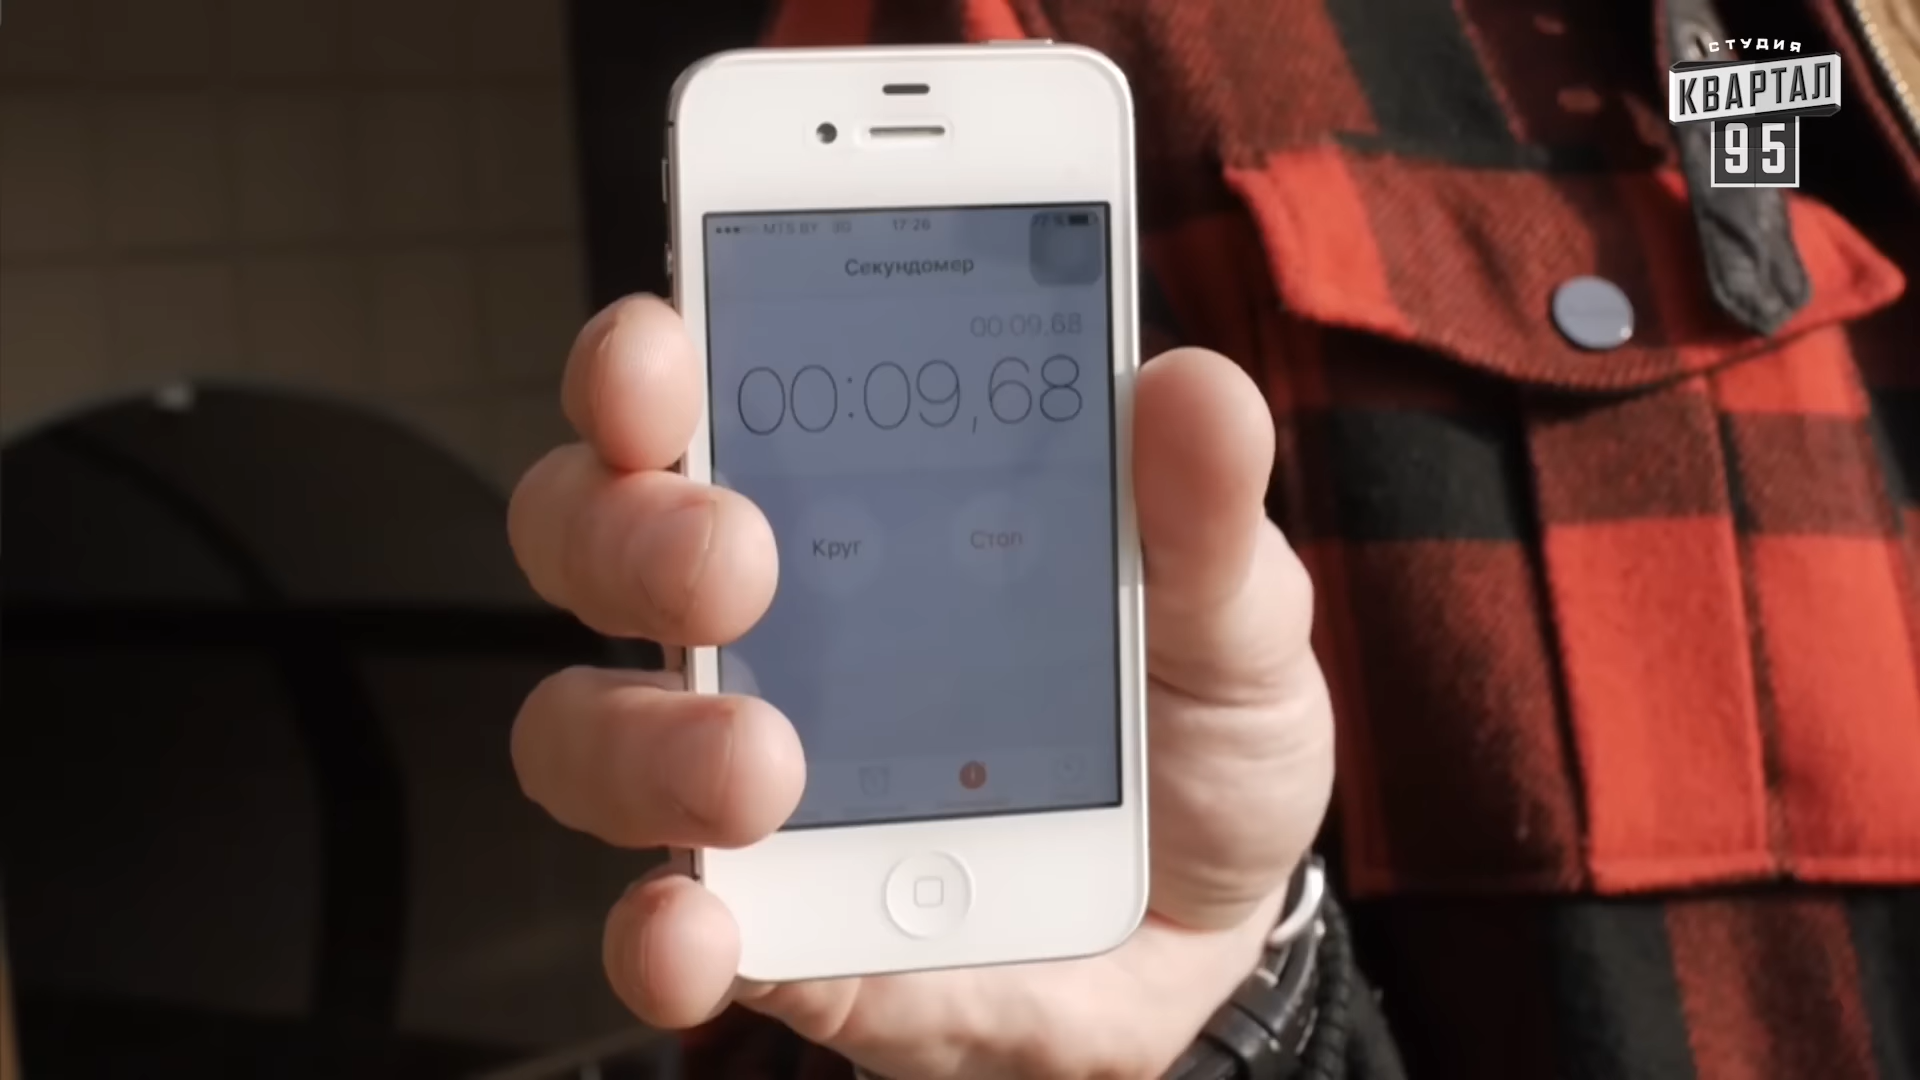 СТУДИЯ
КВАРТАЛ
95
MTS BY 3G 17:26
Секундомер
00:09,68
00:09,68
Круг Стоп